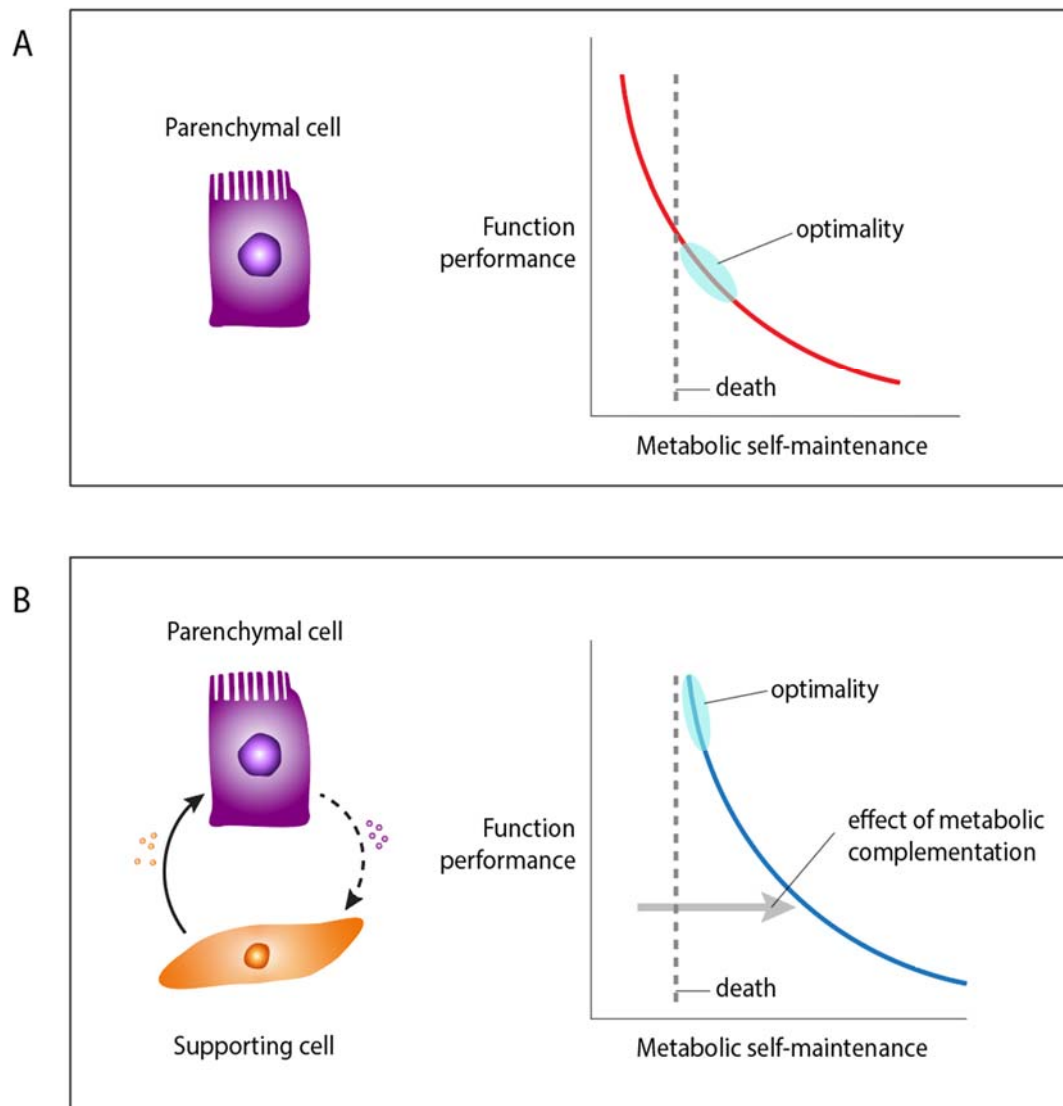 A
Parenchymal cell
Function
performance
optimality
death
Metabolic self-maintenance
B
Parenchymal cell
Supporting cell
Function
performance
optimality
effect of metabolic
complementation
death
Metabolic self-maintenance